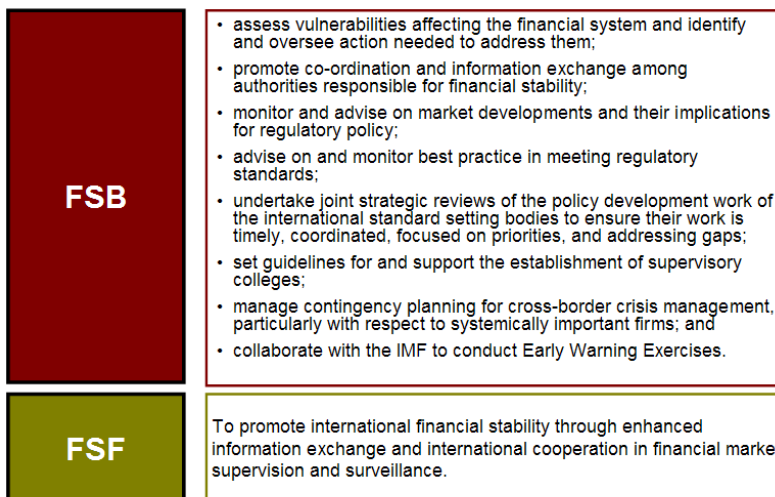 FSB
• assess vulnerabilities affecting the financial system and identify
and oversee action needed to address them;
• promote co-ordination and information exchange among
authorities responsible for financial stability;
• monitor and advise on market developments and their implications
for regulatory policy;
• advise on and monitor best practice in meeting regulatory
standards;
• undertake joint strategic reviews of the policy development work of
the international standard setting bodies to ensure their work is
timely, coordinated, focused on priorities, and addressing gaps;
• set guidelines for and support the establishment of supervisory
colleges;
• manage contingency planning for cross-border crisis management,
particularly with respect to systemically important firms; and
• collaborate with the IMF to conduct Early Warning Exercises.
FSF
To promote international financial stability through enhanced
information exchange and international cooperation in financial marke
supervision and surveillance.